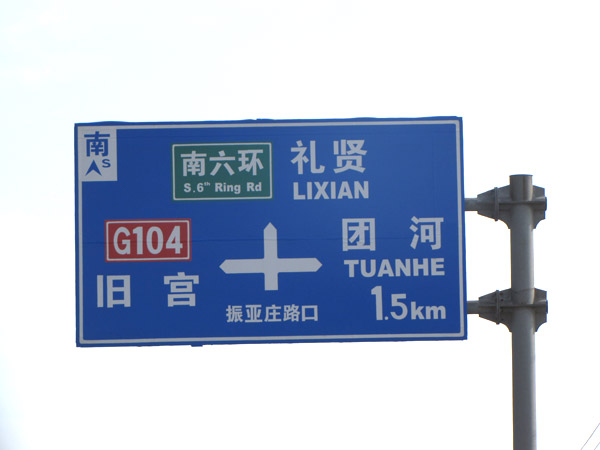 南
S
南六环
S.6th Ring Rd
礼贤
LIXIAN
G104
旧宫
团河
TUANHE
振亚庄路口
1.5km